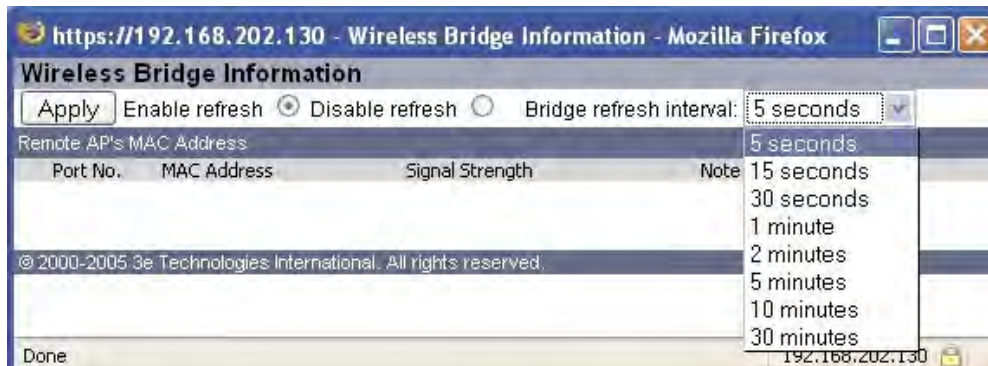 https://192.168.202.130 - Wireless Bridge Information - Mozilla Firefox
Wireless Bridge Information
Apply Enable refresh Disable refresh Bridge refresh interval: 5 seconds
Remote AP's MAC Address
Port No. MAC Address Signal Strength Note
5 seconds
15 seconds
30 seconds
1 minute
2 minutes
5 minutes
10 minutes
30 minutes
© 2000-2005 3e Technologies International. All rights reserved.
Done 192.168.202.130